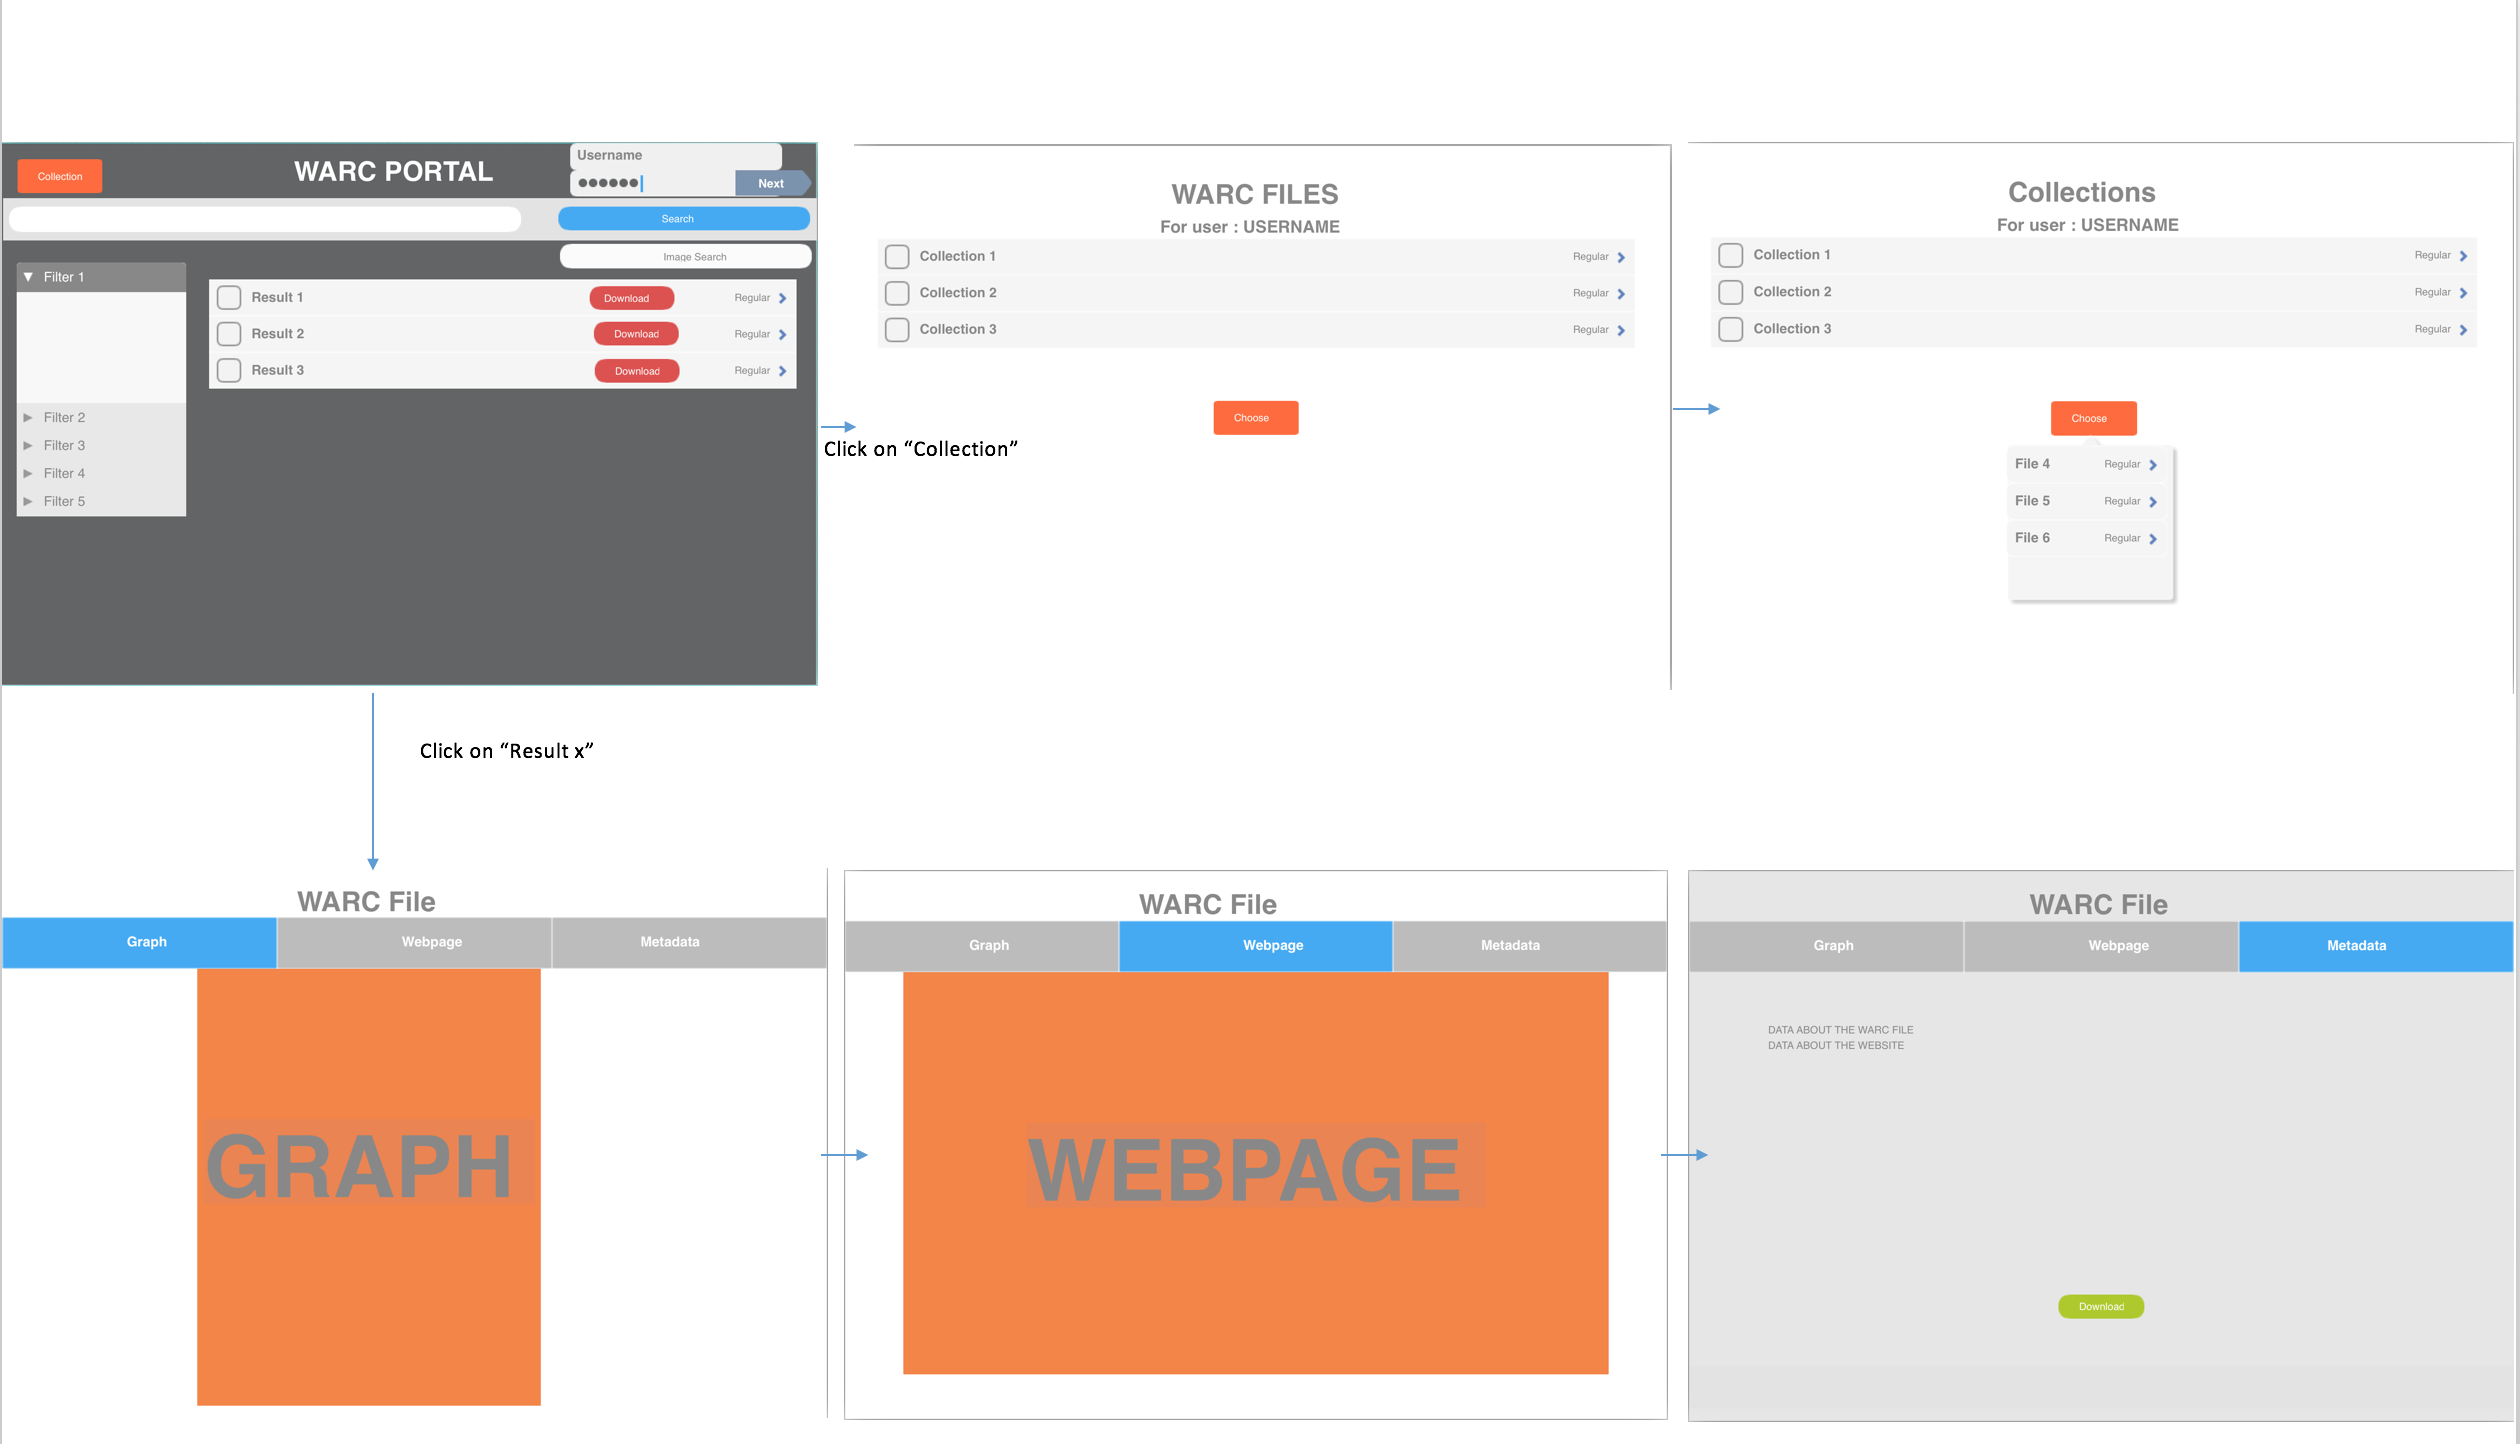 Collection
WARC PORTAL
Username
Next
Search
Image Search
Filter 1
Filter 2
Filter 3
Filter 4
Filter 5
Result 1 Download Regular
Result 2 Download Regular
Result 3 Download Regular
Click on “Collection”
WARC FILES
For user : USERNAME
Collection 1 Regular
Collection 2 Regular
Collection 3 Regular
Choose
Collections
For user : USERNAME
Collection 1 Regular
Collection 2 Regular
Collection 3 Regular
Choose
File 4 Regular
File 5 Regular
File 6 Regular
Click on “Result x”
WARC File
Graph Webpage Metadata
GRAPH
WARC File
Graph Webpage Metadata
WEBPAGE
WARC File
Graph Webpage Metadata
DATA ABOUT THE WARC FILE
DATA ABOUT THE WEBSITE
Download